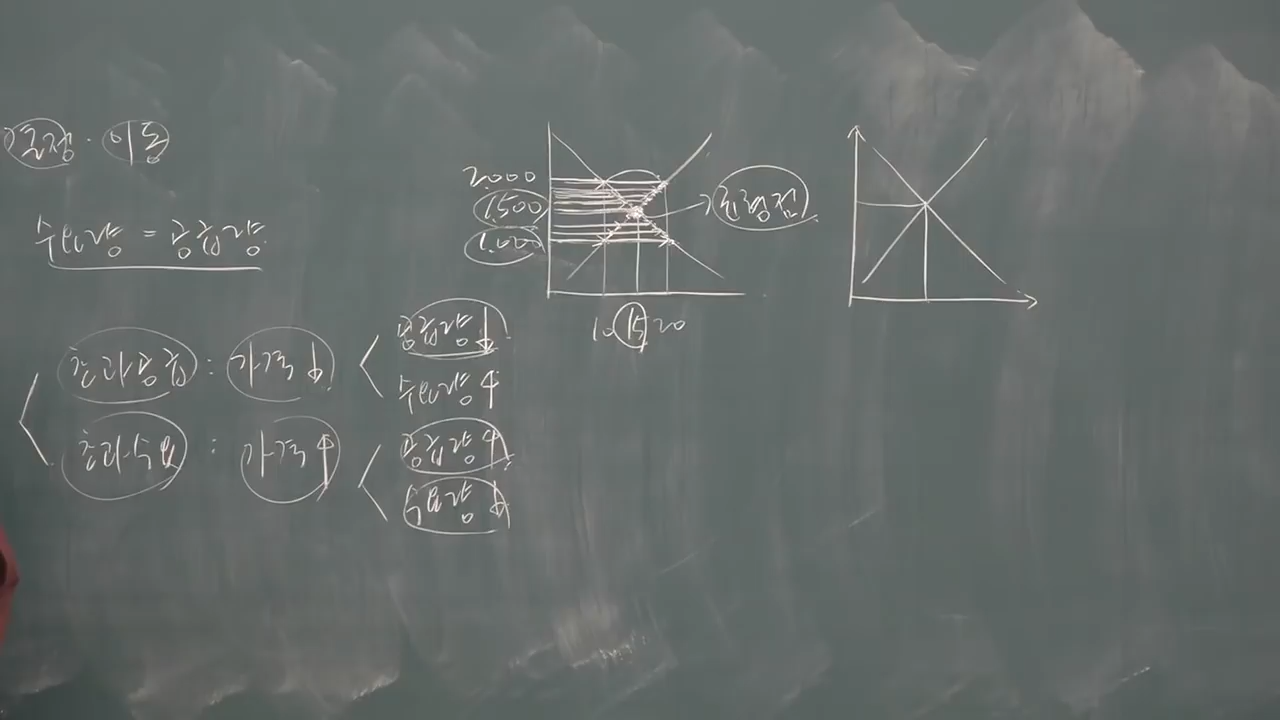 이동
수요량 = 공급량
초과공급 : 가격↓ < 공급량↓
수요량↑
초과수요 : 가격↑ < 공급량↑
수요량↓
2,000
1,500
1,000
균형점
10 15 20